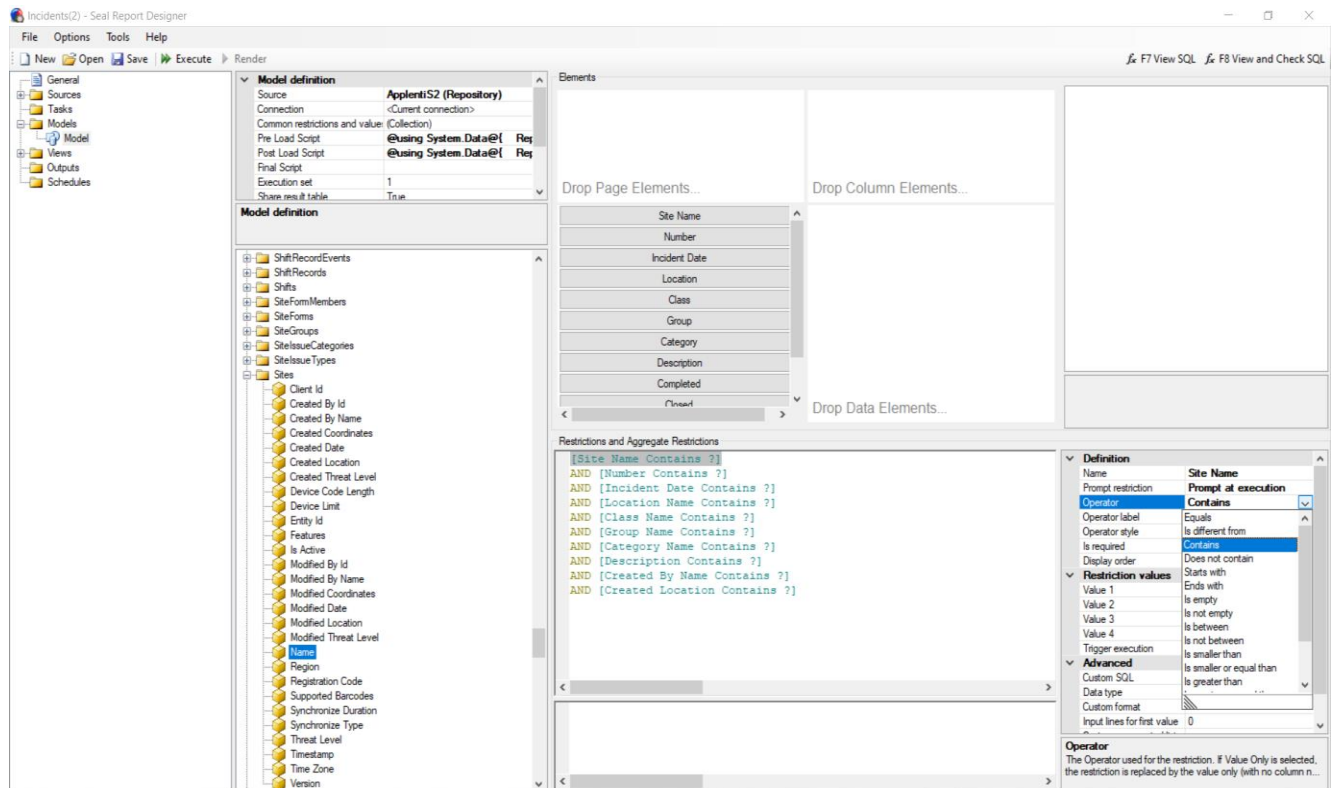 Incidents(2) - Seal Report Designer
File Options Tools Help
New Open Save Execute Render
fx F7 View SQL fx F8 View and Check SQL
General
Sources
Tasks
Models
Model
Views
Outputs
Schedules
Model definition
Source ApplentiS2 (Repository)
Connection <Current connection>
Common restrictions and value: (Collection)
Pre Load Script @using System.Data@{ Rep
Post Load Script @using System.Data@{ Rep
Final Script
Execution set 1
Share result table True
Model definition
ShiftRecordEvents
ShiftRecords
Shifts
SiteFormMembers
SiteForms
SiteGroups
SiteIssueCategories
SiteIssueTypes
Sites
Client Id
Created By Id
Created By Name
Created Coordinates
Created Date
Created Location
Created Threat Level
Device Code Length
Device Limit
Entity Id
Features
Is Active
Modified By Id
Modified By Name
Modified Coordinates
Modified Date
Modified Location
Modified Threat Level
Name
Region
Registration Code
Supported Barcodes
Synchronize Duration
Synchronize Type
Threat Level
Timestamp
Time Zone
Version
Elements
Drop Page Elements...
Drop Column Elements...
Site Name
Number
Incident Date
Location
Class
Group
Category
Description
Completed
Closed
Drop Data Elements...
Restrictions and Aggregate Restrictions
[Site Name Contains ?]
AND [Number Contains ?]
AND [Incident Date Contains ?]
AND [Location Name Contains ?]
AND [Class Name Contains ?]
AND [Group Name Contains ?]
AND [Category Name Contains ?]
AND [Description Contains ?]
AND [Created By Name Contains ?]
AND [Created Location Contains ?]
Definition
Name Site Name
Prompt restriction Prompt at execution
Operator Contains
Operator label
Operator style
Is required
Display order
Restriction values
Value 1
Value 2
Value 3
Value 4
Trigger execution
Advanced
Custom SQL
Data type
Custom format
Input lines for first value 0
Equals
Is different from
Contains
Does not contain
Starts with
Ends with
Is empty
Is not empty
Is between
Is not between
Is smaller than
Is smaller or equal than
Is greater than
Operator
The Operator used for the restriction. If Value Only is selected,
the restriction is replaced by the value only (with no column n...